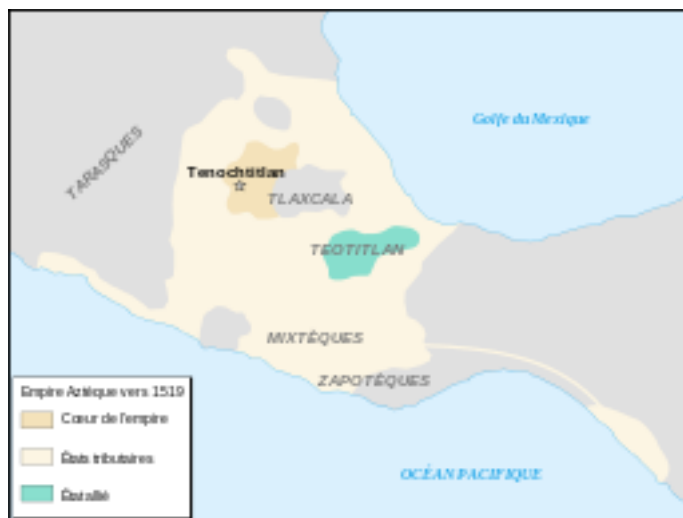 Golfe du Mexique
TARASQUES
Tenochtitlan
TLAXCALA
TEOTITLAN
MIXTÈQUES
ZAPOTÈQUES
OCÉAN PACIFIQUE
Empire Aztèque vers 1519
Cœur de l'empire
États tributaires
État allié